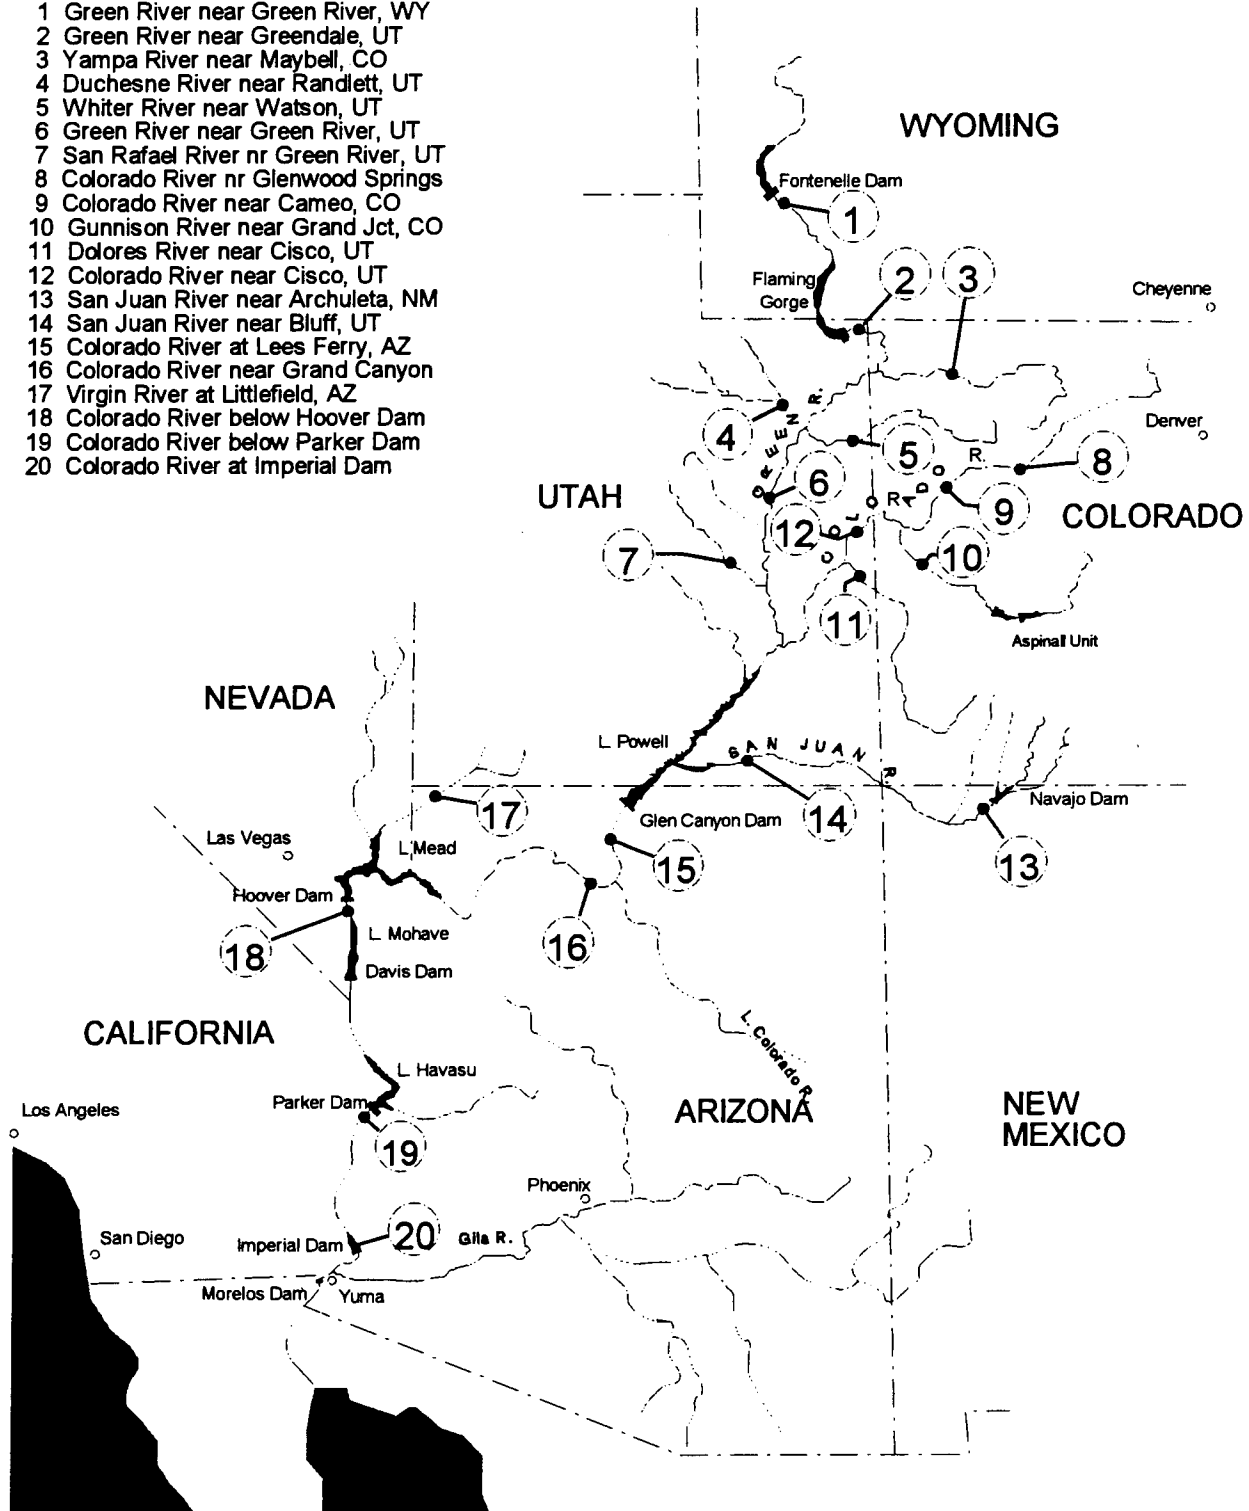 1 Green River near Green River, WY
2 Green River near Greendale, UT
3 Yampa River near Maybell, CO
4 Duchesne River near Randlett, UT
5 Whiter River near Watson, UT
6 Green River near Green River, UT
7 San Rafael River nr Green River, UT
8 Colorado River nr Glenwood Springs
9 Colorado River near Cameo, CO
10 Gunnison River near Grand Jct, CO
11 Dolores River near Cisco, UT
12 Colorado River near Cisco, UT
13 San Juan River near Archuleta, NM
14 San Juan River near Bluff, UT
15 Colorado River at Lees Ferry, AZ
16 Colorado River near Grand Canyon
17 Virgin River at Littlefield, AZ
18 Colorado River below Hoover Dam
19 Colorado River below Parker Dam
20 Colorado River at Imperial Dam
WYOMING
Fontenelle Dam
1
Flaming
Gorge
2
3
Cheyenne
GREEN R.
4
5
Denver
COLORADO R.
8
6
UTAH
9
COLORADO
12
7
10
11
Aspinall Unit
NEVADA
L. Powell
SAN JUAN R.
Navajo Dam
17
Glen Canyon Dam
14
Las Vegas
L. Mead
15
13
Hoover Dam
L. Mohave
16
18
Davis Dam
CALIFORNIA
L. Colorado R.
L. Havasu
Parker Dam
Los Angeles
ARIZONA
NEW
MEXICO
19
Phoenix
San Diego
Imperial Dam
20
Gila R.
Morelos Dam
Yuma